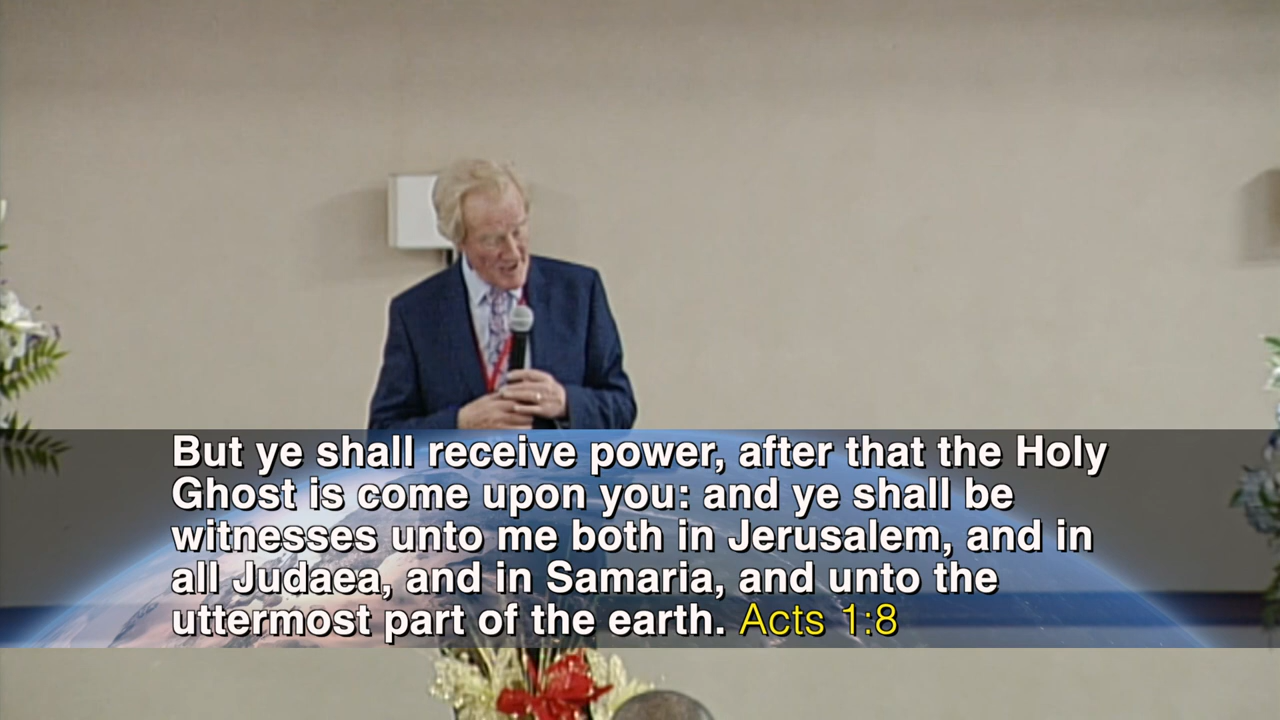 But ye shall receive power, after that the Holy
Ghost is come upon you: and ye shall be
witnesses unto me both in Jerusalem, and in
all Judaea, and in Samaria, and unto the
uttermost part of the earth. Acts 1:8